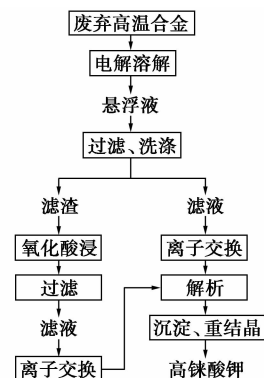 废弃高温合金
电解溶解
悬浮液
过滤、洗涤
滤渣
滤液
氧化酸浸
离子交换
过滤
解析
滤液
沉淀、重结晶
离子交换
高铼酸钾